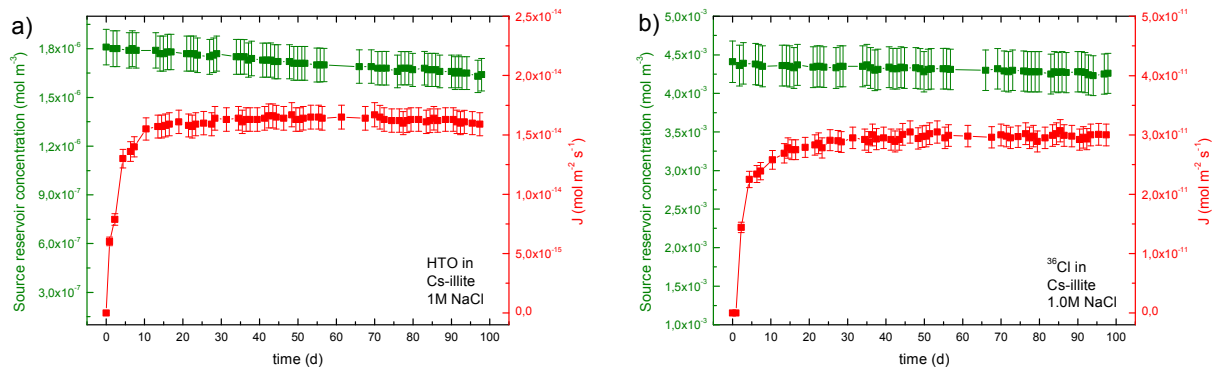 a)
Source reservoir concentration (mol m⁻³)
1,8x10⁻⁶
1,5x10⁻⁶
1,2x10⁻⁶
9,0x10⁻⁷
6,0x10⁻⁷
3,0x10⁻⁷
2,5x10⁻¹⁴
2,0x10⁻¹⁴
1,5x10⁻¹⁴
1,0x10⁻¹⁴
5,0x10⁻¹⁵
0,0
J (mol m⁻² s⁻¹)
HTO in
Cs-illite
1M NaCl
0 10 20 30 40 50 60 70 80 90 100
time (d)
b)
Source reservoir concentration (mol m⁻³)
5,0x10⁻³
4,5x10⁻³
4,0x10⁻³
3,5x10⁻³
3,0x10⁻³
2,5x10⁻³
2,0x10⁻³
1,5x10⁻³
1,0x10⁻³
5,0x10⁻¹¹
4,0x10⁻¹¹
3,0x10⁻¹¹
2,0x10⁻¹¹
1,0x10⁻¹¹
0,0
J (mol m⁻² s⁻¹)
³⁶Cl in
Cs-illite
1.0M NaCl
0 10 20 30 40 50 60 70 80 90 100
time (d)